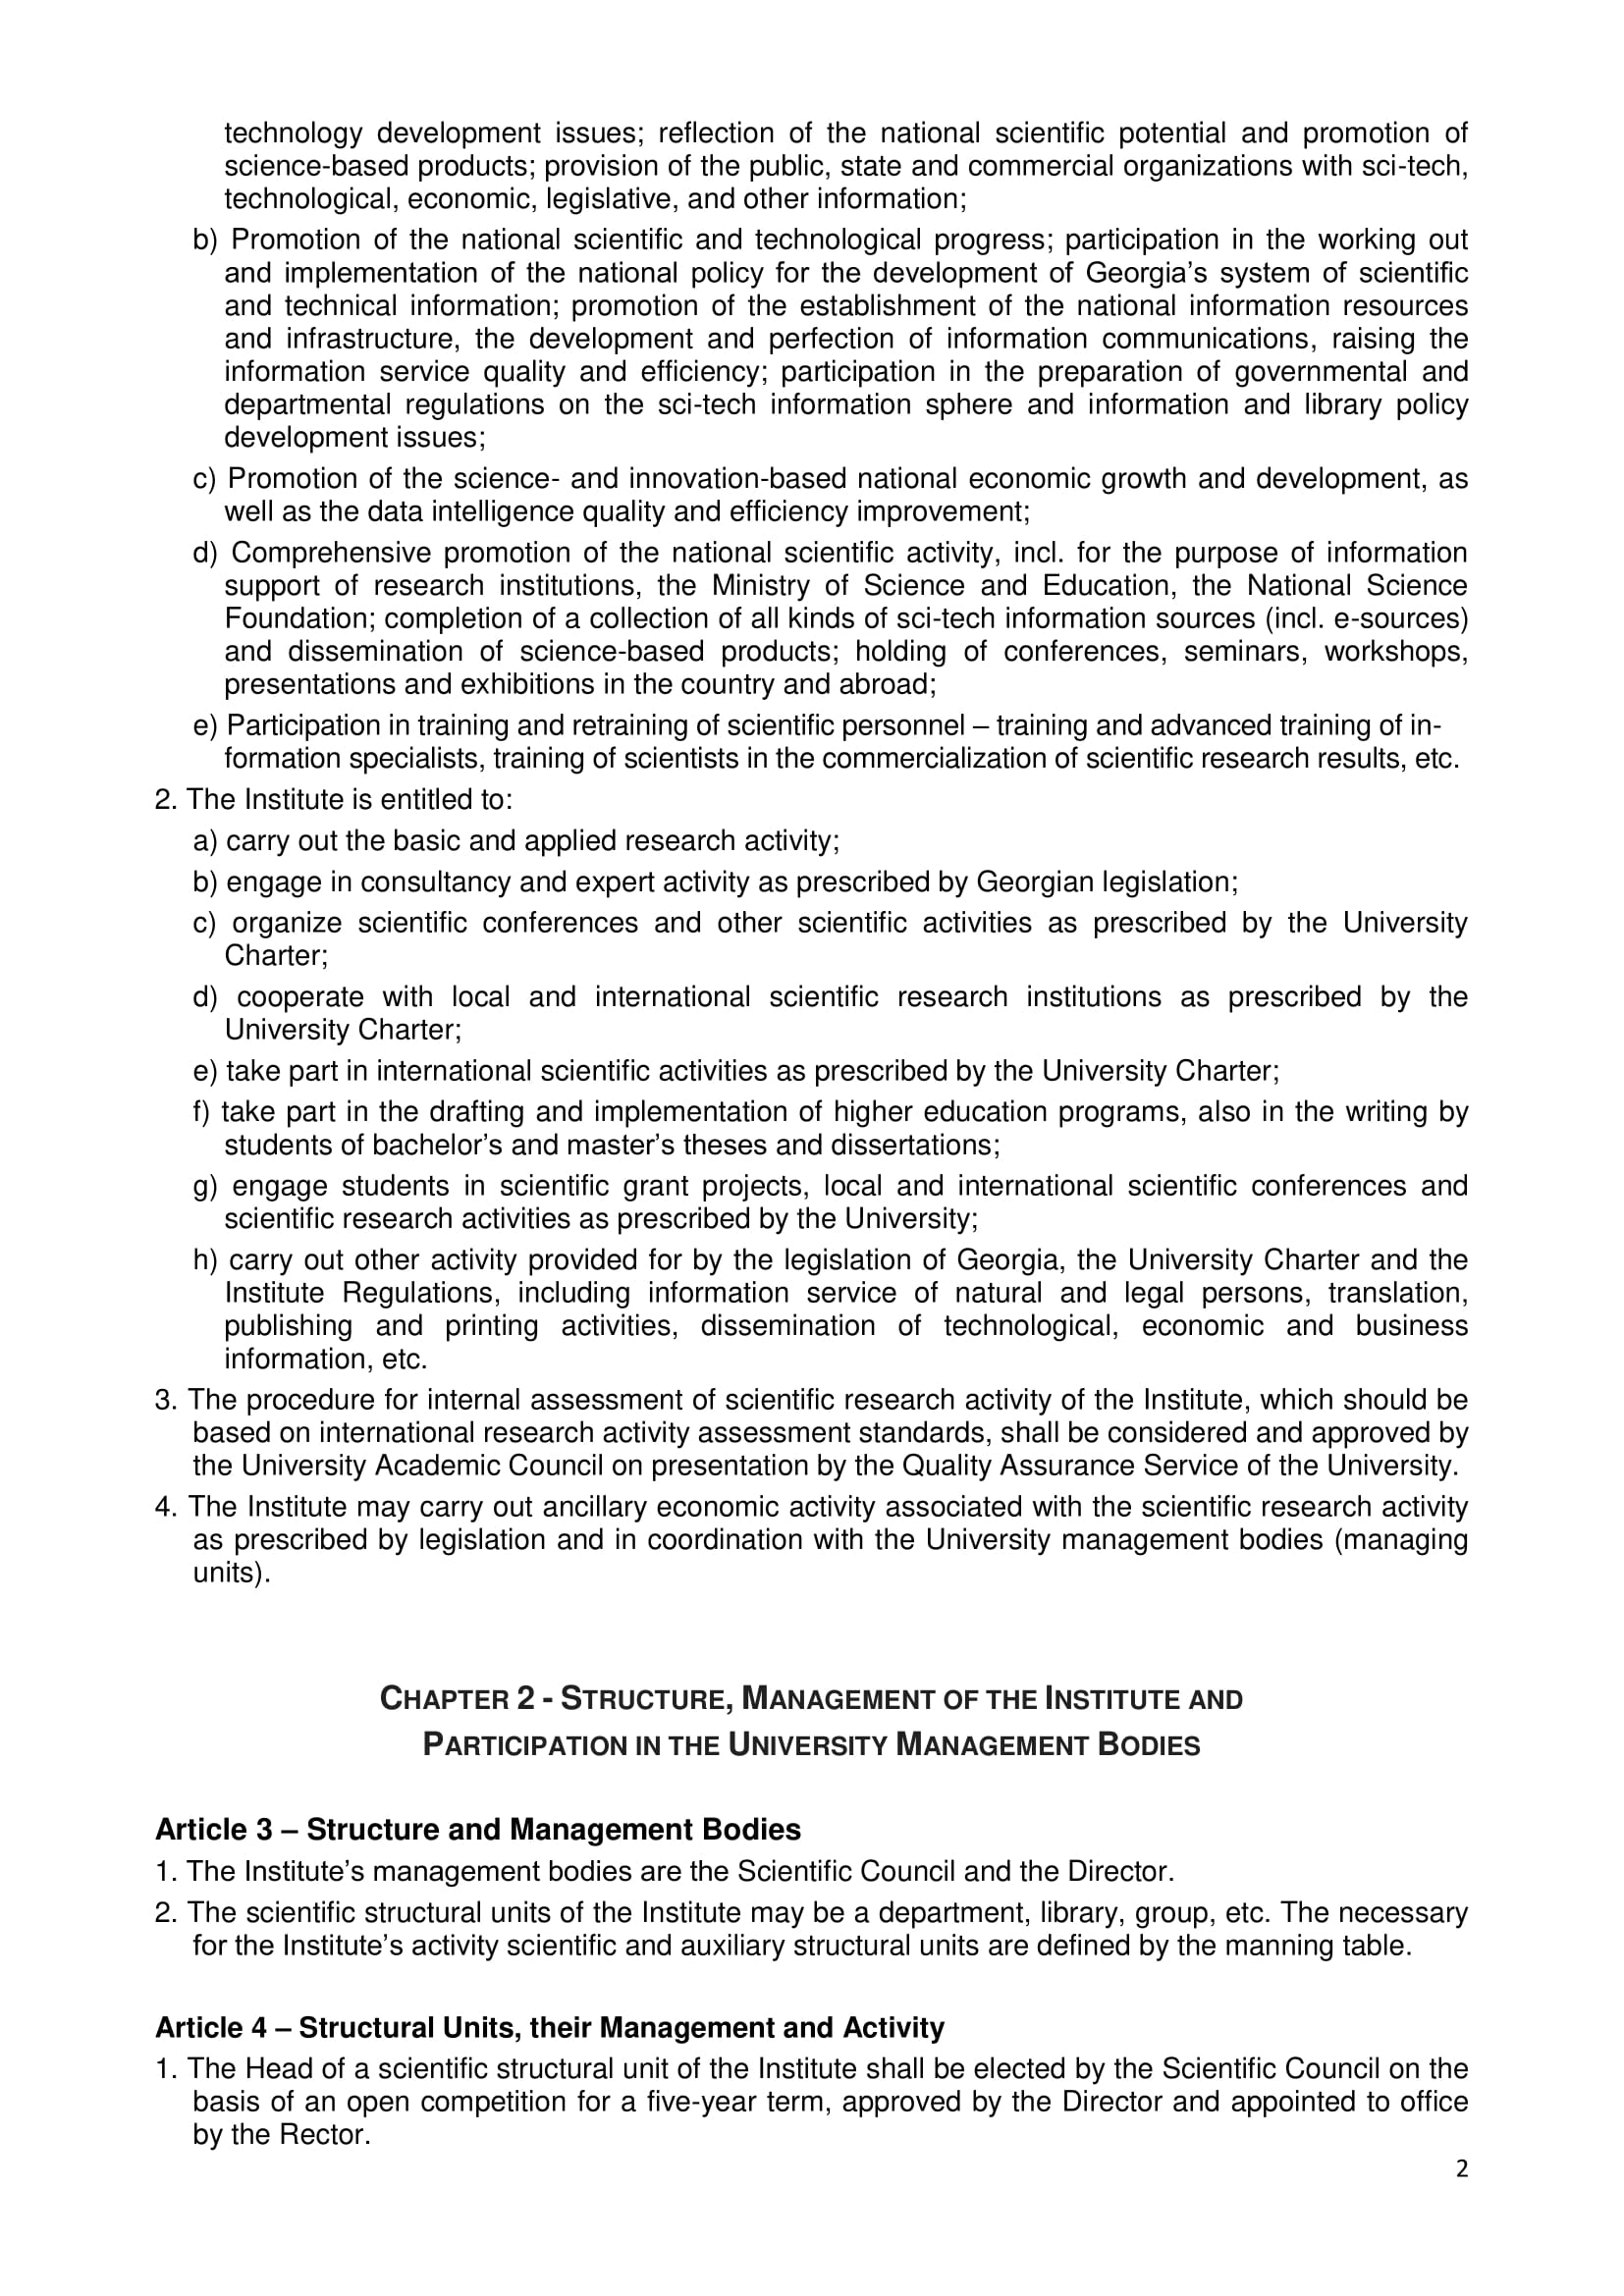 technology development issues; reflection of the national scientific potential and promotion of
science-based products; provision of the public, state and commercial organizations with sci-tech,
technological, economic, legislative, and other information;
b) Promotion of the national scientific and technological progress; participation in the working out
and implementation of the national policy for the development of Georgia’s system of scientific
and technical information; promotion of the establishment of the national information resources
and infrastructure, the development and perfection of information communications, raising the
information service quality and efficiency; participation in the preparation of governmental and
departmental regulations on the sci-tech information sphere and information and library policy
development issues;
c) Promotion of the science- and innovation-based national economic growth and development, as
well as the data intelligence quality and efficiency improvement;
d) Comprehensive promotion of the national scientific activity, incl. for the purpose of information
support of research institutions, the Ministry of Science and Education, the National Science
Foundation; completion of a collection of all kinds of sci-tech information sources (incl. e-sources)
and dissemination of science-based products; holding of conferences, seminars, workshops,
presentations and exhibitions in the country and abroad;
e) Participation in training and retraining of scientific personnel – training and advanced training of in-
formation specialists, training of scientists in the commercialization of scientific research results, etc.
2. The Institute is entitled to:
a) carry out the basic and applied research activity;
b) engage in consultancy and expert activity as prescribed by Georgian legislation;
c) organize scientific conferences and other scientific activities as prescribed by the University
Charter;
d) cooperate with local and international scientific research institutions as prescribed by the
University Charter;
e) take part in international scientific activities as prescribed by the University Charter;
f) take part in the drafting and implementation of higher education programs, also in the writing by
students of bachelor’s and master’s theses and dissertations;
g) engage students in scientific grant projects, local and international scientific conferences and
scientific research activities as prescribed by the University;
h) carry out other activity provided for by the legislation of Georgia, the University Charter and the
Institute Regulations, including information service of natural and legal persons, translation,
publishing and printing activities, dissemination of technological, economic and business
information, etc.
3. The procedure for internal assessment of scientific research activity of the Institute, which should be
based on international research activity assessment standards, shall be considered and approved by
the University Academic Council on presentation by the Quality Assurance Service of the University.
4. The Institute may carry out ancillary economic activity associated with the scientific research activity
as prescribed by legislation and in coordination with the University management bodies (managing
units).
CHAPTER 2 - STRUCTURE, MANAGEMENT OF THE INSTITUTE AND
PARTICIPATION IN THE UNIVERSITY MANAGEMENT BODIES
Article 3 – Structure and Management Bodies
1. The Institute’s management bodies are the Scientific Council and the Director.
2. The scientific structural units of the Institute may be a department, library, group, etc. The necessary
for the Institute’s activity scientific and auxiliary structural units are defined by the manning table.
Article 4 – Structural Units, their Management and Activity
1. The Head of a scientific structural unit of the Institute shall be elected by the Scientific Council on the
basis of an open competition for a five-year term, approved by the Director and appointed to office
by the Rector.
2